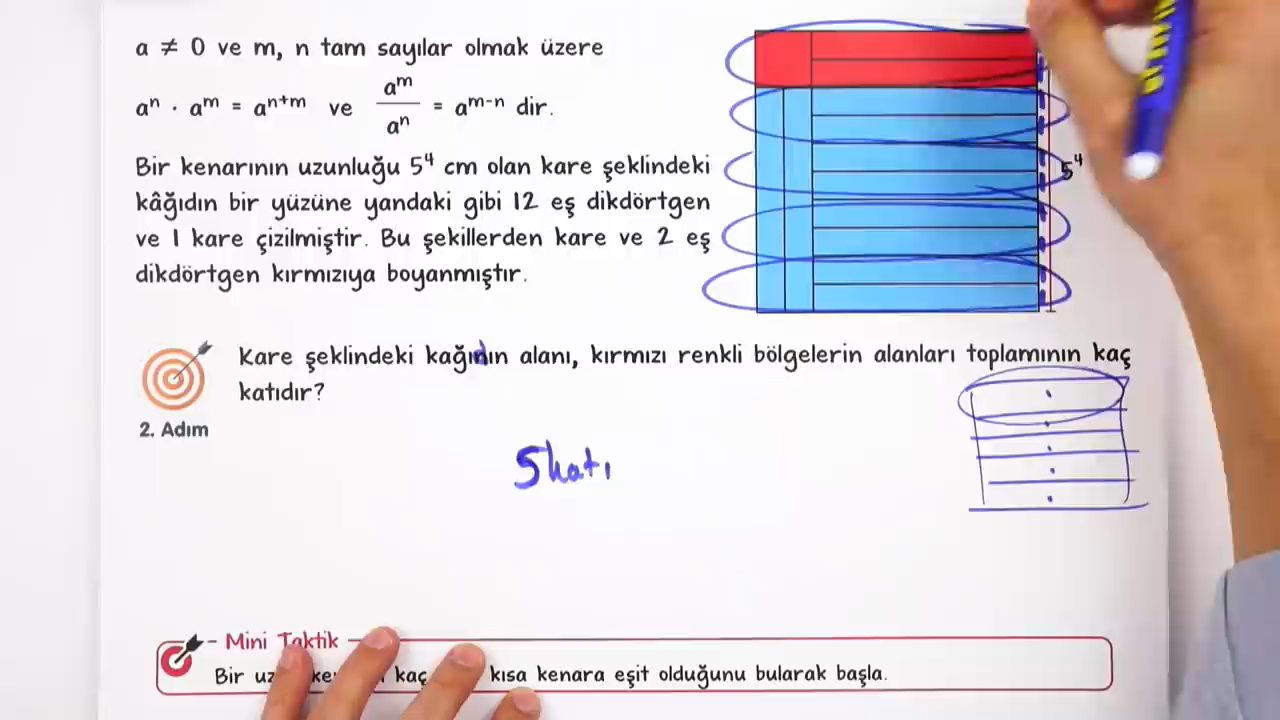 a ≠ 0 ve m, n tam sayılar olmak üzere
aⁿ · aᵐ = aⁿ⁺ᵐ ve aᵐ/aⁿ = aᵐ⁻ⁿ dir.
Bir kenarının uzunluğu 5⁴ cm olan kare şeklindeki
kâğıdın bir yüzüne yandaki gibi 12 eş dikdörtgen
ve 1 kare çizilmiştir. Bu şekillerden kare ve 2 eş
dikdörtgen kırmızıya boyanmıştır.
5⁴
Kare şeklindeki kağıdın alanı, kırmızı renkli bölgelerin alanları toplamının kaç
katıdır?
2. Adım
5 katı
Mini Taktik
Bir kaç kısa kenara eşit olduğunu bularak başla.